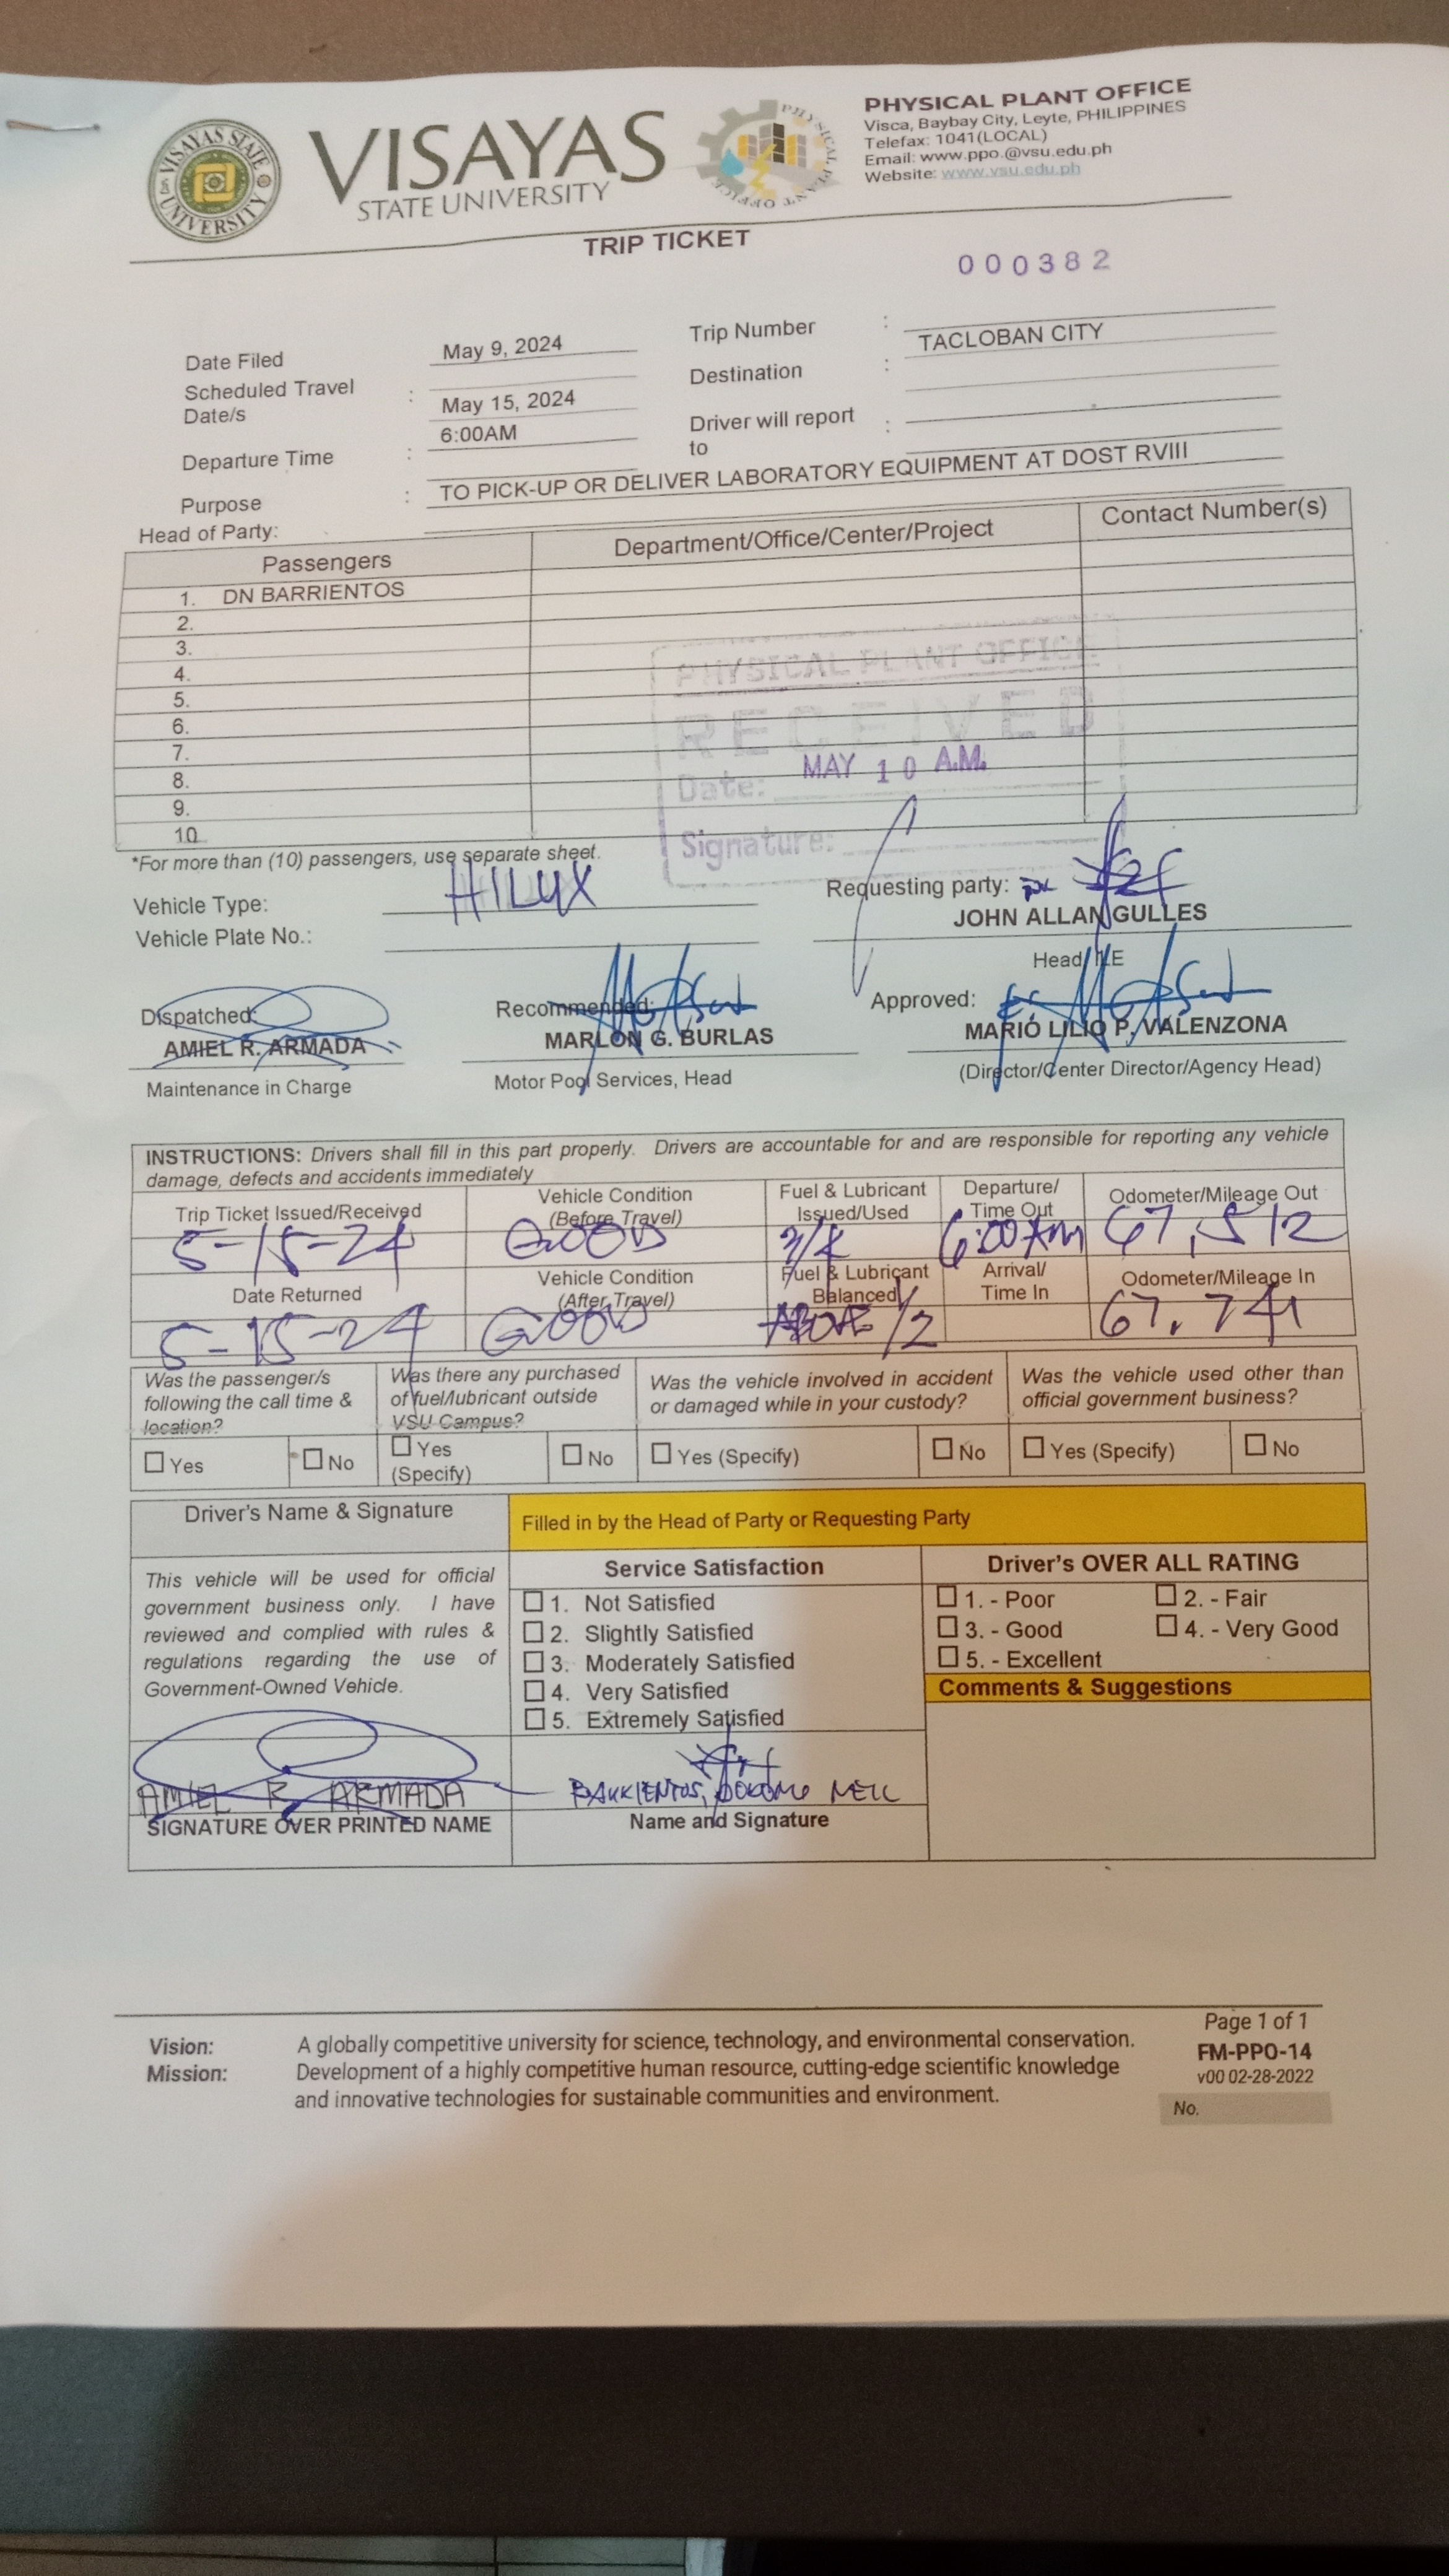 VISAYAS STATE UNIVERSITY
VISAYAS
STATE UNIVERSITY
PHYSICAL PLANT OFFICE
PHYSICAL PLANT OFFICE
Visca, Baybay City, Leyte, PHILIPPINES
Telefax: 1041(LOCAL)
Email: www.ppo.@vsu.edu.ph
Website: www.vsu.edu.ph
TRIP TICKET
000382
Date Filed May 9, 2024
Trip Number :
Scheduled Travel Date/s : May 15, 2024
Destination : TACLOBAN CITY
Departure Time : 6:00AM
Driver will report to :
Purpose : TO PICK-UP OR DELIVER LABORATORY EQUIPMENT AT DOST RVIII
Head of Party:
Passengers Department/Office/Center/Project Contact Number(s)
1. DN BARRIENTOS
2.
3.
4.
5.
6.
7.
8.
9.
10.
PHYSICAL PLANT OFFICE
RECEIVED
Date: MAY 10 A.M.
Signature:
*For more than (10) passengers, use separate sheet.
Vehicle Type: HILUX
Vehicle Plate No.:
Requesting party:
JOHN ALLAN GULLES
Head,
Dispatched:
AMIEL R. ARMADA
Maintenance in Charge
Recommended:
MARLON G. BURLAS
Motor Pool Services, Head
Approved:
MARIO LILIO P. VALENZONA
(Director/Center Director/Agency Head)
INSTRUCTIONS: Drivers shall fill in this part properly. Drivers are accountable for and are responsible for reporting any vehicle
damage, defects and accidents immediately
Trip Ticket Issued/Received Vehicle Condition (Before Travel) Fuel & Lubricant Issued/Used Departure/ Time Out Odometer/Mileage Out
5-15-24 GOOD 6:00AM 67,512
Date Returned Vehicle Condition (After Travel) Fuel & Lubricant Balanced Arrival/ Time In Odometer/Mileage In
5-15-24 GOOD ABOVE 1/2 67,741
Was the passenger/s following the call time & location?
Was there any purchased of fuel/lubricant outside VSU Campus?
Was the vehicle involved in accident or damaged while in your custody?
Was the vehicle used other than official government business?
Yes No Yes (Specify) No Yes (Specify) No Yes (Specify) No
Driver's Name & Signature
Filled in by the Head of Party or Requesting Party
This vehicle will be used for official
government business only. I have
reviewed and complied with rules &
regulations regarding the use of
Government-Owned Vehicle.
Service Satisfaction
1. Not Satisfied
2. Slightly Satisfied
3. Moderately Satisfied
4. Very Satisfied
5. Extremely Satisfied
Driver's OVER ALL RATING
1. - Poor 2. - Fair
3. - Good 4. - Very Good
5. - Excellent
Comments & Suggestions
AMIEL R. ARMADA
SIGNATURE OVER PRINTED NAME
BARRIENTOS, NEIL
Name and Signature
Vision: A globally competitive university for science, technology, and environmental conservation.
Mission: Development of a highly competitive human resource, cutting-edge scientific knowledge
and innovative technologies for sustainable communities and environment.
Page 1 of 1
FM-PPO-14
v00 02-28-2022
No.